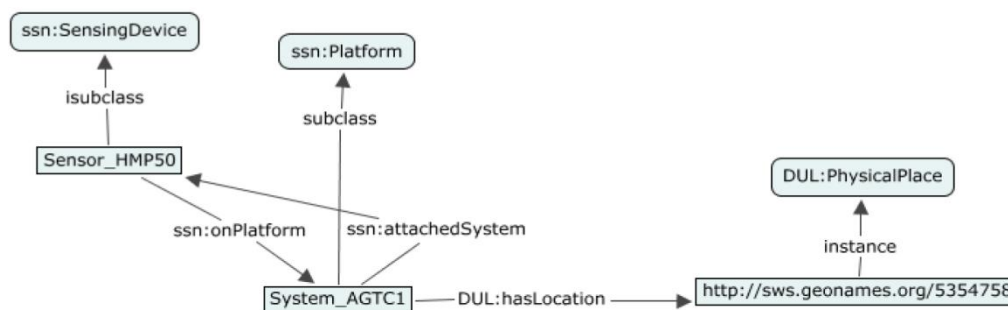 ssn:SensingDevice
ssn:Platform
isubclass
subclass
Sensor_HMP50
DUL:PhysicalPlace
ssn:onPlatform
ssn:attachedSystem
instance
System_AGTC1
DUL:hasLocation
http://sws.geonames.org/5354758